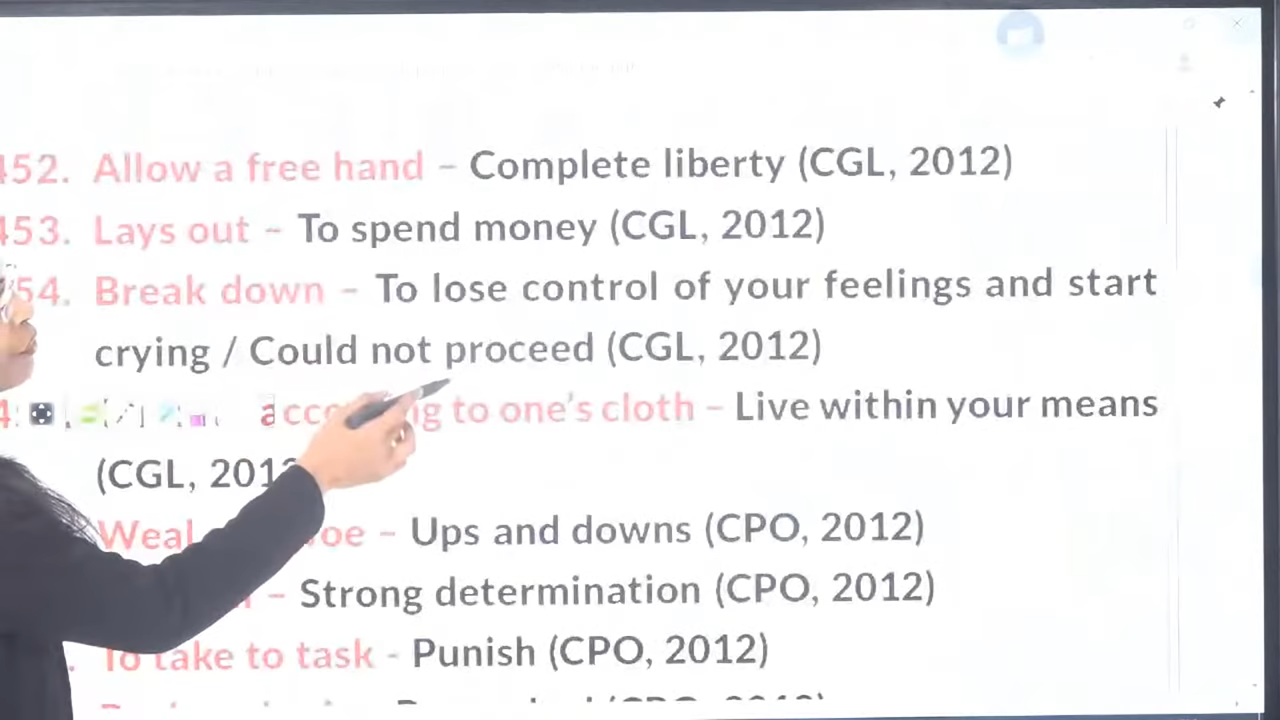 452. Allow a free hand – Complete liberty (CGL, 2012)
453. Lays out – To spend money (CGL, 2012)
54. Break down – To lose control of your feelings and start
crying / Could not proceed (CGL, 2012)
to one's cloth – Live within your means
(CGL, 2012
Weal oe – Ups and downs (CPO, 2012)
– Strong determination (CPO, 2012)
. To take to task - Punish (CPO, 2012)